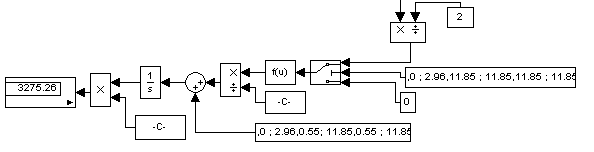 2
×
÷
,0 ; 2.96,11.85 ; 11.85,11.85 ; 11.85
f(u)
×
÷
1
s
+
+
×
3275.26
0
-C-
-C-
,0 ; 2.96,0.55; 11.85,0.55 ; 11.85